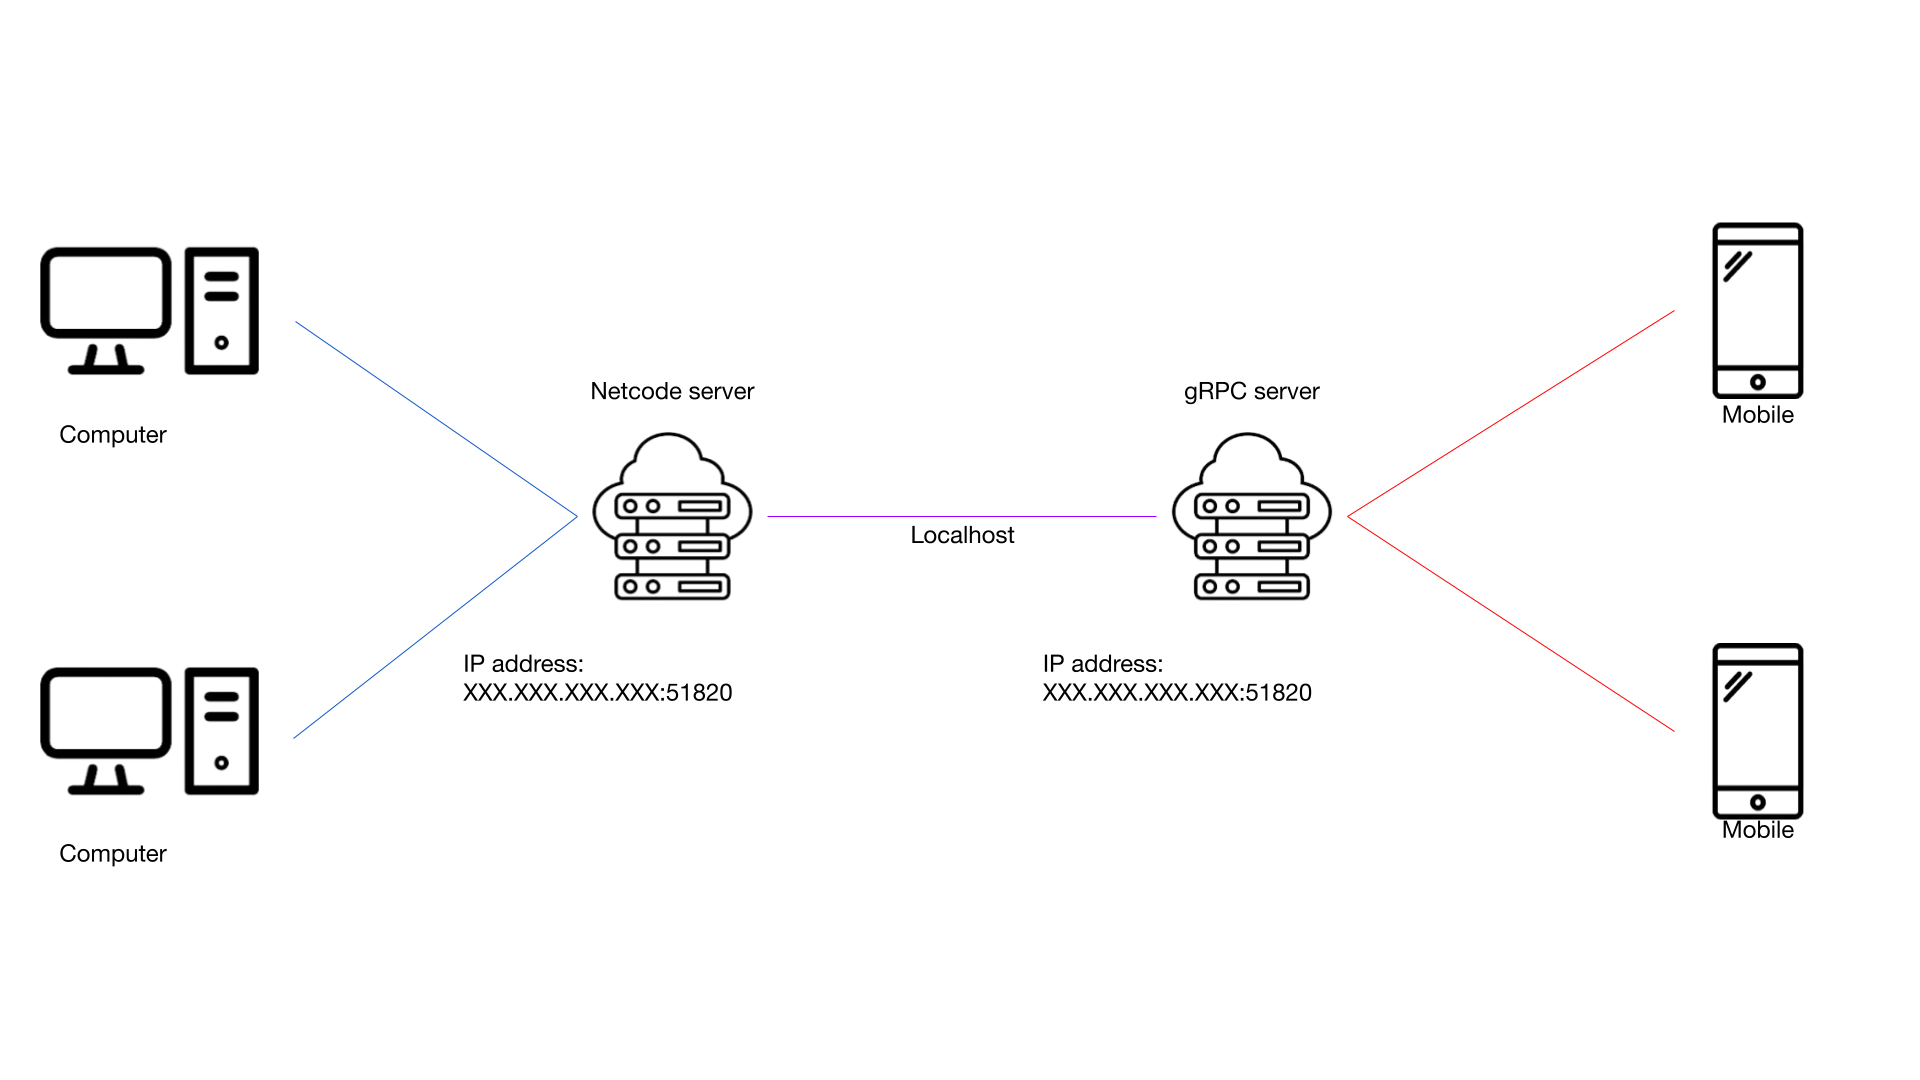 Netcode server
gRPC server
Computer
Mobile
Localhost
IP address:
XXX.XXX.XXX.XXX:51820
IP address:
XXX.XXX.XXX.XXX:51820
Computer
Mobile